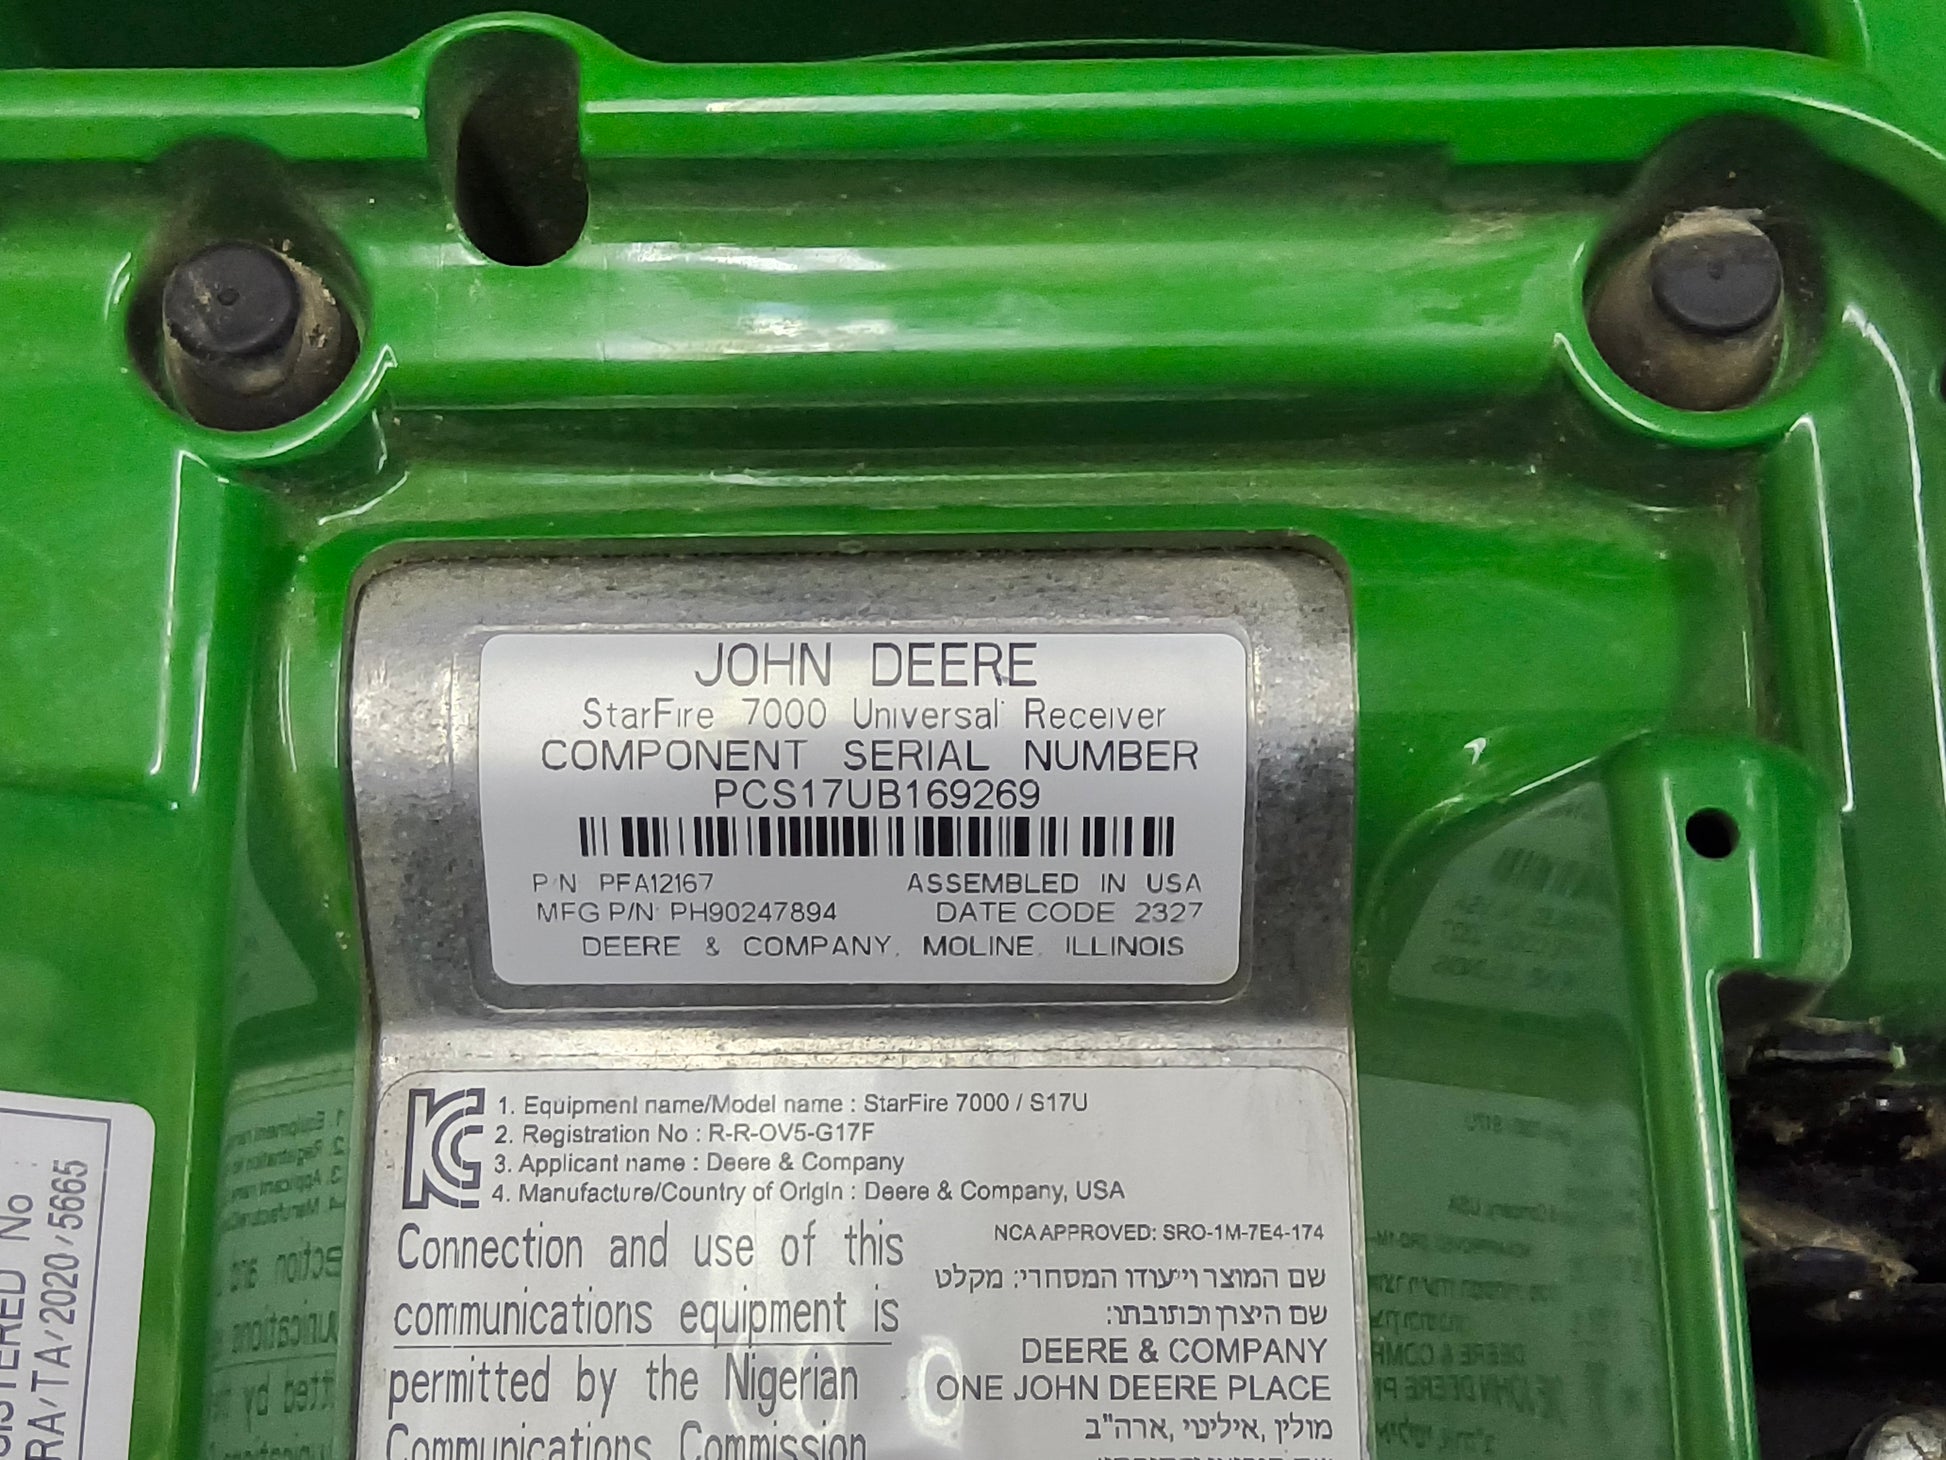 JOHN DEERE
StarFire 7000 Universal Receiver
COMPONENT SERIAL NUMBER
PCS17UB169269
P/N PFA12167
ASSEMBLED IN USA
MFG P/N: PH90247894
DATE CODE 2327
DEERE & COMPANY, MOLINE, ILLINOIS
1. Equipment name/Model name : StarFire 7000 / S17U
2. Registration No : R-R-OV5-G17F
3. Applicant name : Deere & Company
4. Manufacture/Country of Origin : Deere & Company, USA
Connection and use of this
communications equipment is
permitted by the Nigerian
Communications Commission
NCA APPROVED: SRO-1M-7E4-174
שם המוצר וייעודו המסחרי: מקלט
שם היצרן וכתובתו:
DEERE & COMPANY
ONE JOHN DEERE PLACE
מולין, איליטי, ארה"ב
No
RA/TA/2020/5665